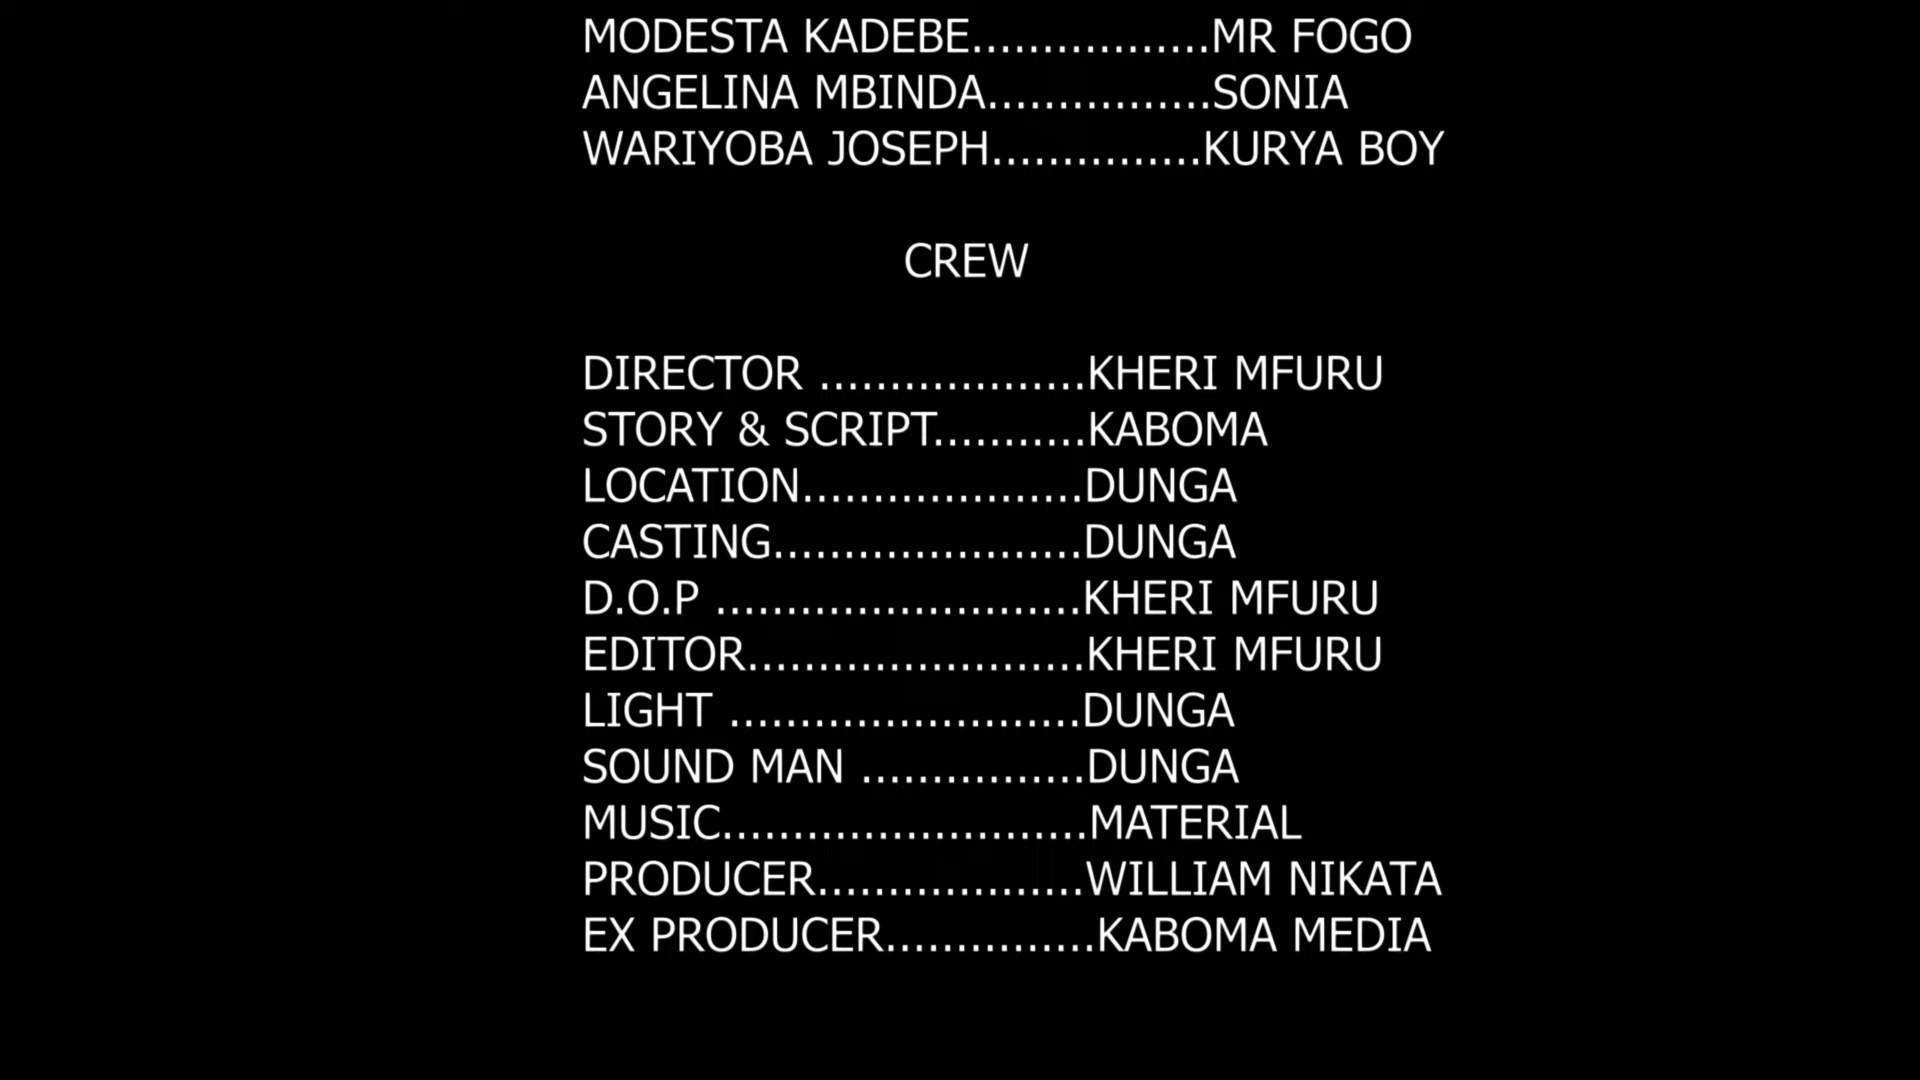 MODESTA KADEBE.................MR FOGO
ANGELINA MBINDA................SONIA
WARIYOBA JOSEPH...............KURYA BOY
CREW
DIRECTOR ...................KHERI MFURU
STORY & SCRIPT...........KABOMA
LOCATION....................DUNGA
CASTING......................DUNGA
D.O.P ..........................KHERI MFURU
EDITOR........................KHERI MFURU
LIGHT .........................DUNGA
SOUND MAN ................DUNGA
MUSIC..........................MATERIAL
PRODUCER...................WILLIAM NIKATA
EX PRODUCER...............KABOMA MEDIA